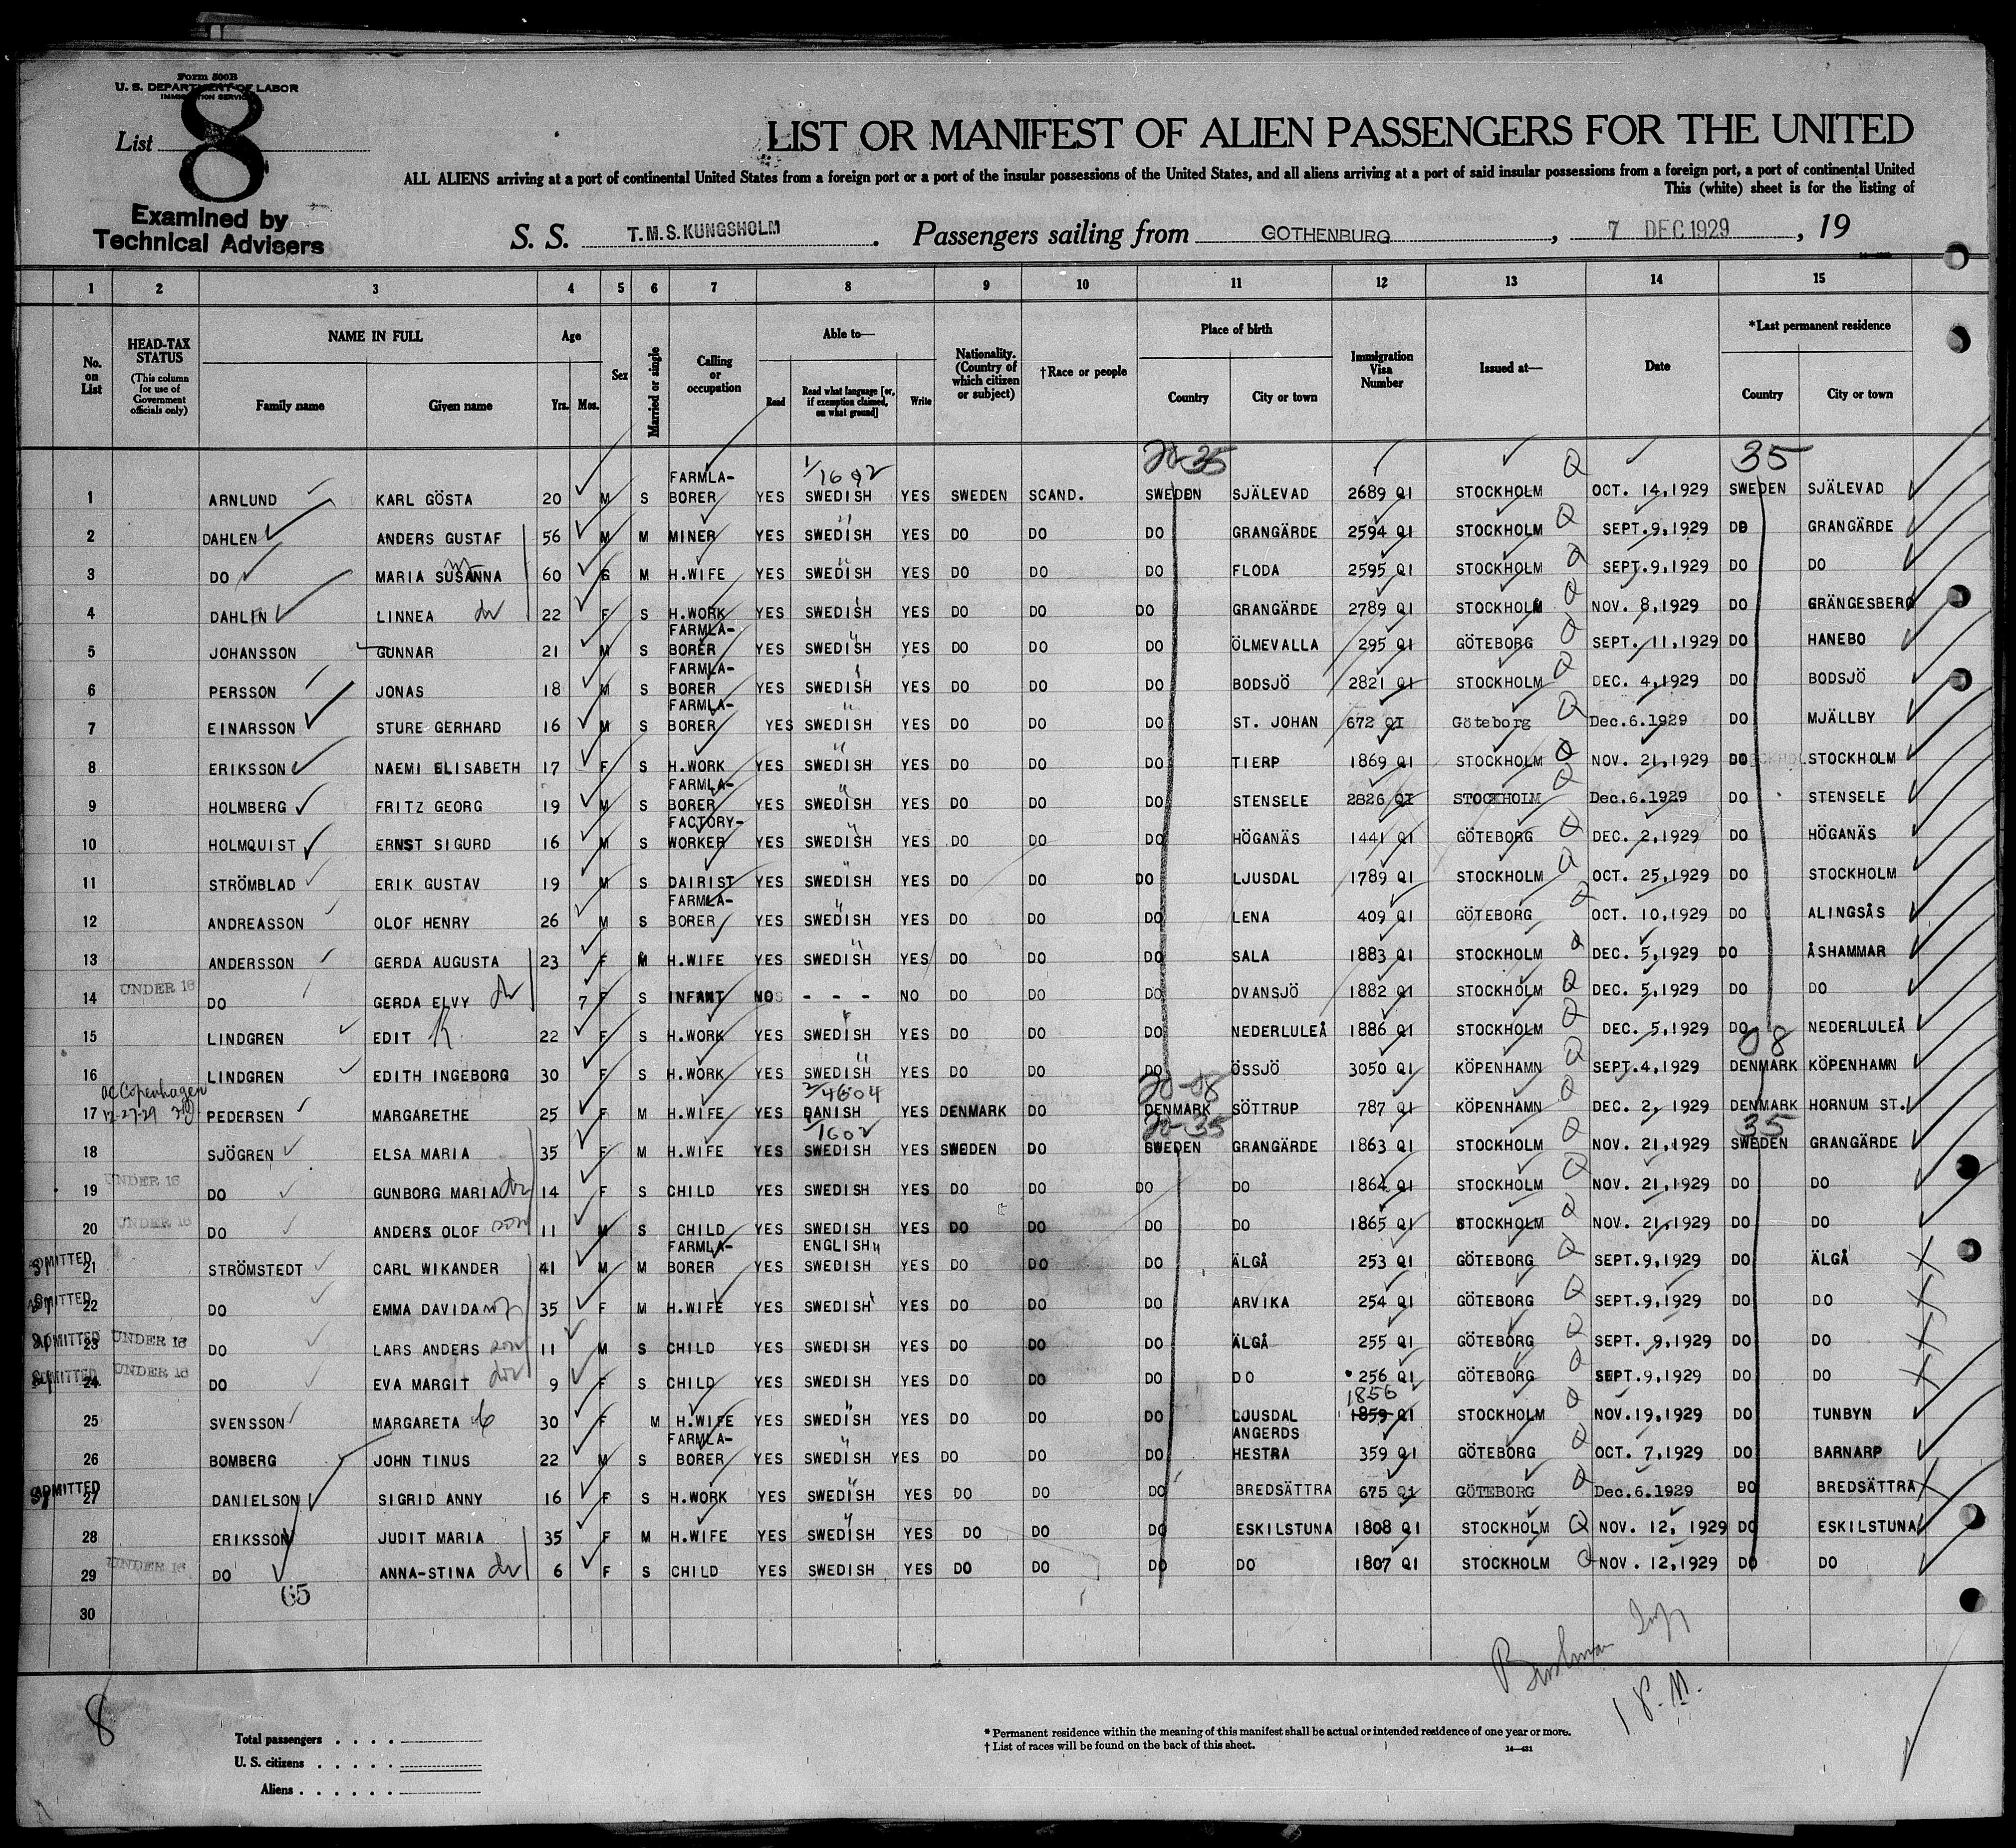 Form 500B
U. S. DEPARTMENT OF LABOR
IMMIGRATION SERVICE
List 8
LIST OR MANIFEST OF ALIEN PASSENGERS FOR THE UNITED
ALL ALIENS arriving at a port of continental United States from a foreign port or a port of the insular possessions of the United States, and all aliens arriving at a port of said insular possessions from a foreign port, a port of continental United
This (white) sheet is for the listing of
Examined by
Technical Advisers
S. S. T.M.S.KUNGSHOLM . Passengers sailing from GOTHENBURG , 7 DEC 1929 , 19
1 2 3 4 5 6 7 8 9 10 11 12 13 14 15
No. on List
HEAD-TAX STATUS (This column for use of Government officials only)
NAME IN FULL Family name Given name
Age Yrs. Mos.
Sex
Married or single
Calling or occupation
Able to— Read Read what language [or, if exemption claimed, on what ground] Write
Nationality. (Country of which citizen or subject)
†Race or people
Place of birth Country City or town
Immigration Visa Number
Issued at—
Date
*Last permanent residence Country City or town
20-35 35
1 ARNLUND KARL GÖSTA 20 M S FARMLA-BORER YES SWEDISH YES SWEDEN SCAND. SWEDEN SJÄLEVAD 2689 QI STOCKHOLM Q OCT. 14,1929 SWEDEN SJÄLEVAD
2 DAHLEN ANDERS GUSTAF 56 M M MINER YES SWEDISH YES DO DO DO GRANGÄRDE 2594 QI STOCKHOLM Q SEPT.9,1929 DO GRANGÄRDE
3 DO MARIA SUSANNA 60 F M H.WIFE YES SWEDISH YES DO DO DO FLODA 2595 QI STOCKHOLM Q SEPT.9,1929 DO DO
4 DAHLIN LINNEA 22 F S H.WORK YES SWEDISH YES DO DO DO GRANGÄRDE 2789 QI STOCKHOLM Q NOV. 8,1929 DO GRÄNGESBERG
5 JOHANSSON GUNNAR 21 M S FARMLA-BORER YES SWEDISH YES DO DO DO ÖLMEVALLA 295 QI GÖTEBORG Q SEPT. 11,1929 DO HANEBO
6 PERSSON JONAS 18 M S FARMLA-BORER YES SWEDISH YES DO DO DO BODSJÖ 2821 QI STOCKHOLM Q DEC. 4,1929 DO BODSJÖ
7 EINARSSON STURE GERHARD 16 M S FARMLA-BORER YES SWEDISH YES DO DO DO ST. JOHAN 672 QI Göteborg Q Dec.6.1929 DO MJÄLLBY
8 ERIKSSON NAEMI ELISABETH 17 F S H.WORK YES SWEDISH YES DO DO DO TIERP 1869 QI STOCKHOLM Q NOV. 21,1929 DO STOCKHOLM
9 HOLMBERG FRITZ GEORG 19 M S FARMLA-BORER YES SWEDISH YES DO DO DO STENSELE 2826 QI STOCKHOLM Q Dec.6.1929 DO STENSELE
10 HOLMQUIST ERNST SIGURD 16 M S FACTORY-WORKER YES SWEDISH YES DO DO DO HÖGANÄS 1441 QI GÖTEBORG Q DEC. 2,1929 DO HÖGANÄS
11 STRÖMBLAD ERIK GUSTAV 19 M S DAIRIST YES SWEDISH YES DO DO DO LJUSDAL 1789 QI STOCKHOLM Q OCT. 25,1929 DO STOCKHOLM
12 ANDREASSON OLOF HENRY 26 M S FARMLA-BORER YES SWEDISH YES DO DO DO LENA 409 QI GÖTEBORG Q OCT. 10,1929 DO ALINGSÅS
13 ANDERSSON GERDA AUGUSTA 23 F M H.WIFE YES SWEDISH YES DO DO DO SALA 1883 QI STOCKHOLM Q DEC. 5,1929 DO ÅSHAMMAR
14 UNDER 16 DO GERDA ELVY 7 F S INFANT NO - - - NO DO DO DO OVANSJÖ 1882 QI STOCKHOLM Q DEC. 5,1929 DO DO
15 LINDGREN EDIT 22 F S H.WORK YES SWEDISH YES DO DO DO NEDERLULEÅ 1886 QI STOCKHOLM Q DEC. 5,1929 DO NEDERLULEÅ
08
16 LINDGREN EDITH INGEBORG 30 F S H.WORK YES SWEDISH YES DO DO DO ÖSSJÖ 3050 QI KÖPENHAMN Q SEPT.4,1929 DENMARK KÖPENHAMN
Copenhagen 12-27-29 2/4604 20-08
17 PEDERSEN MARGARETHE 25 F M H.WIFE YES DANISH YES DENMARK DO DENMARK SÖTTRUP 787 QI KÖPENHAMN Q DEC. 2, 1929 DENMARK HORNUM ST.
1602 20-35 35
18 SJÖGREN ELSA MARIA 35 F M H.WIFE YES SWEDISH YES SWEDEN DO SWEDEN GRANGÄRDE 1863 QI STOCKHOLM Q NOV. 21,1929 SWEDEN GRANGÄRDE
19 UNDER 16 DO GUNBORG MARIA 14 F S CHILD YES SWEDISH YES DO DO DO DO 1864 QI STOCKHOLM Q NOV. 21,1929 DO DO
20 UNDER 16 DO ANDERS OLOF son 11 M S CHILD YES SWEDISH YES DO DO DO DO 1865 QI STOCKHOLM Q NOV. 21,1929 DO DO
ADMITTED 21 STRÖMSTEDT CARL WIKANDER 41 M M FARMLA-BORER YES ENGLISH SWEDISH YES DO DO DO ÄLGÅ 253 QI GÖTEBORG Q SEPT.9,1929 DO ÄLGÅ
ADMITTED 22 DO EMMA DAVIDA 35 F M H.WIFE YES SWEDISH YES DO DO DO ARVIKA 254 QI GÖTEBORG Q SEPT.9,1929 DO DO
ADMITTED 23 UNDER 16 DO LARS ANDERS son 11 M S CHILD YES SWEDISH YES DO DO DO ÄLGÅ 255 QI GÖTEBORG Q SEPT. 9,1929 DO DO
ADMITTED 24 UNDER 16 DO EVA MARGIT 9 F S CHILD YES SWEDISH YES DO DO DO DO 256 QI GÖTEBORG Q SEPT.9,1929 DO DO
1856
25 SVENSSON MARGARETA 30 F M H.WIFE YES SWEDISH YES DO DO DO LJUSDAL 1859 QI STOCKHOLM Q NOV.19,1929 DO TUNBYN
26 BOMBERG JOHN TINUS 22 M S FARMLA-BORER YES SWEDISH YES DO DO DO ANGERDS HESTRA 359 QI GÖTEBORG Q OCT. 7,1929 DO BARNARP
ADMITTED 27 DANIELSON SIGRID ANNY 16 F S H.WORK YES SWEDISH YES DO DO DO BREDSÄTTRA 675 QI GÖTEBORG Q Dec.6.1929 DO BREDSÄTTRA
28 ERIKSSON JUDIT MARIA 35 F M H.WIFE YES SWEDISH YES DO DO DO ESKILSTUNA 1808 QI STOCKHOLM Q NOV. 12, 1929 DO ESKILSTUNA
29 UNDER 16 DO ANNA-STINA 6 F S CHILD YES SWEDISH YES DO DO DO DO 1807 QI STOCKHOLM Q NOV. 12,1929 DO DO
65
30
8
Total passengers . . . .
U. S. citizens . . . . .
Aliens . . . . . .
* Permanent residence within the meaning of this manifest shall be actual or intended residence of one year or more.
† List of races will be found on the back of this sheet.